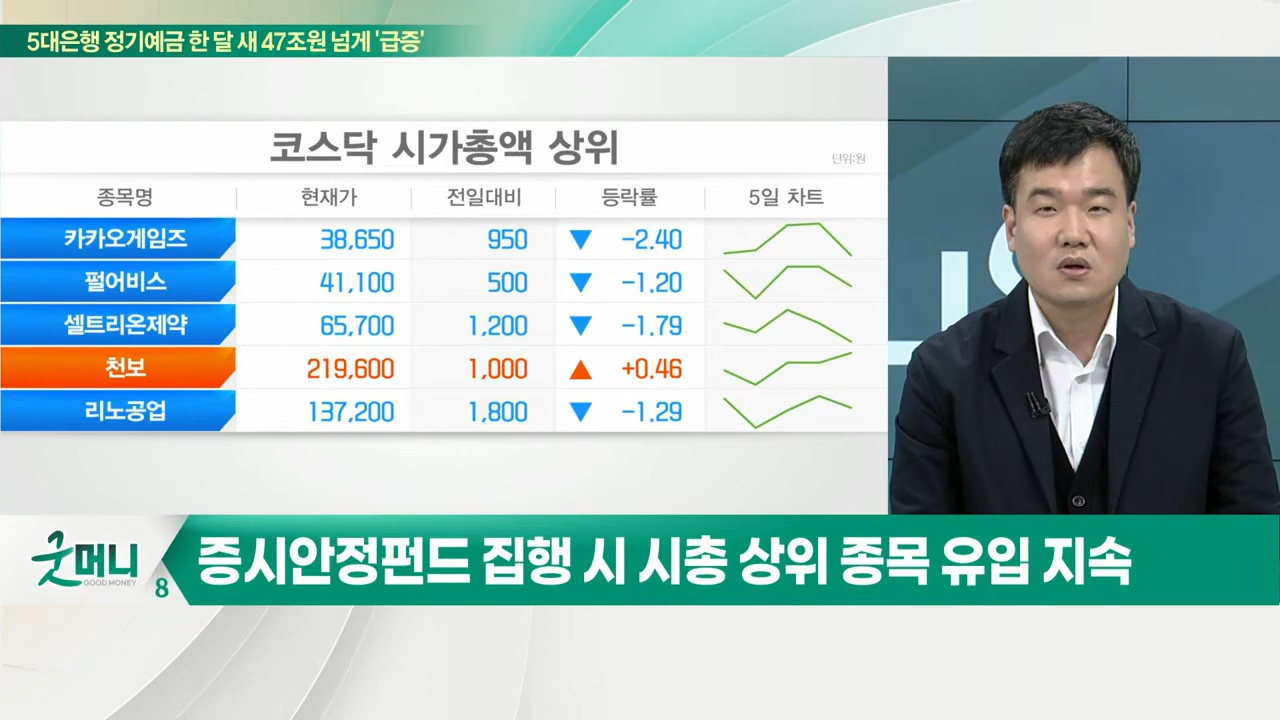 5대은행 정기예금 한 달 새 47조원 넘게 '급증'
코스닥 시가총액 상위
단위:원
종목명 현재가 전일대비 등락률 5일 차트
카카오게임즈 38,650 950 ▼ -2.40
펄어비스 41,100 500 ▼ -1.20
셀트리온제약 65,700 1,200 ▼ -1.79
천보 219,600 1,000 ▲ +0.46
리노공업 137,200 1,800 ▼ -1.29
굿머니
GOOD MONEY
8
증시안정펀드 집행 시 시총 상위 종목 유입 지속